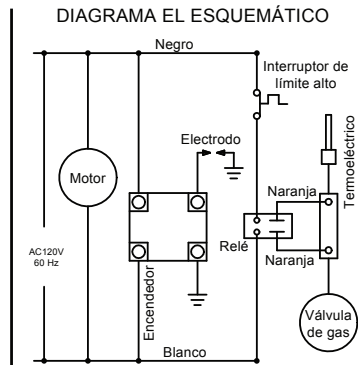 DIAGRAMA EL ESQUEMÁTICO
Negro
Interruptor de
límite alto
Electrodo
Termoeléctrico
Motor
Naranja
AC120V
60 Hz
Encendedor
Relé
Naranja
Válvula
de gas
Blanco